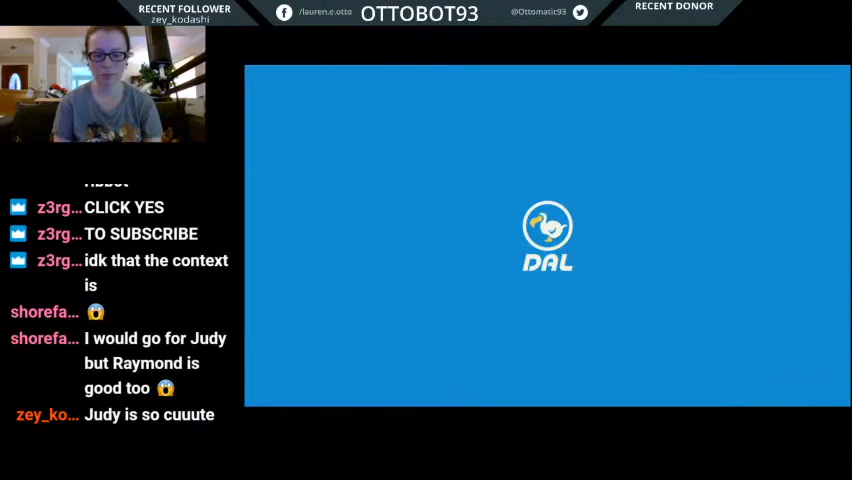 RECENT FOLLOWER
zey_kodashi
/lauren.e.otto
OTTOBOT93
@Ottomatic93
RECENT DONOR
z3rg... CLICK YES
z3rg... TO SUBSCRIBE
z3rg... idk that the context
is
shorefa...
shorefa... I would go for Judy
but Raymond is
good too
zey_ko... Judy is so cuuute
DAL